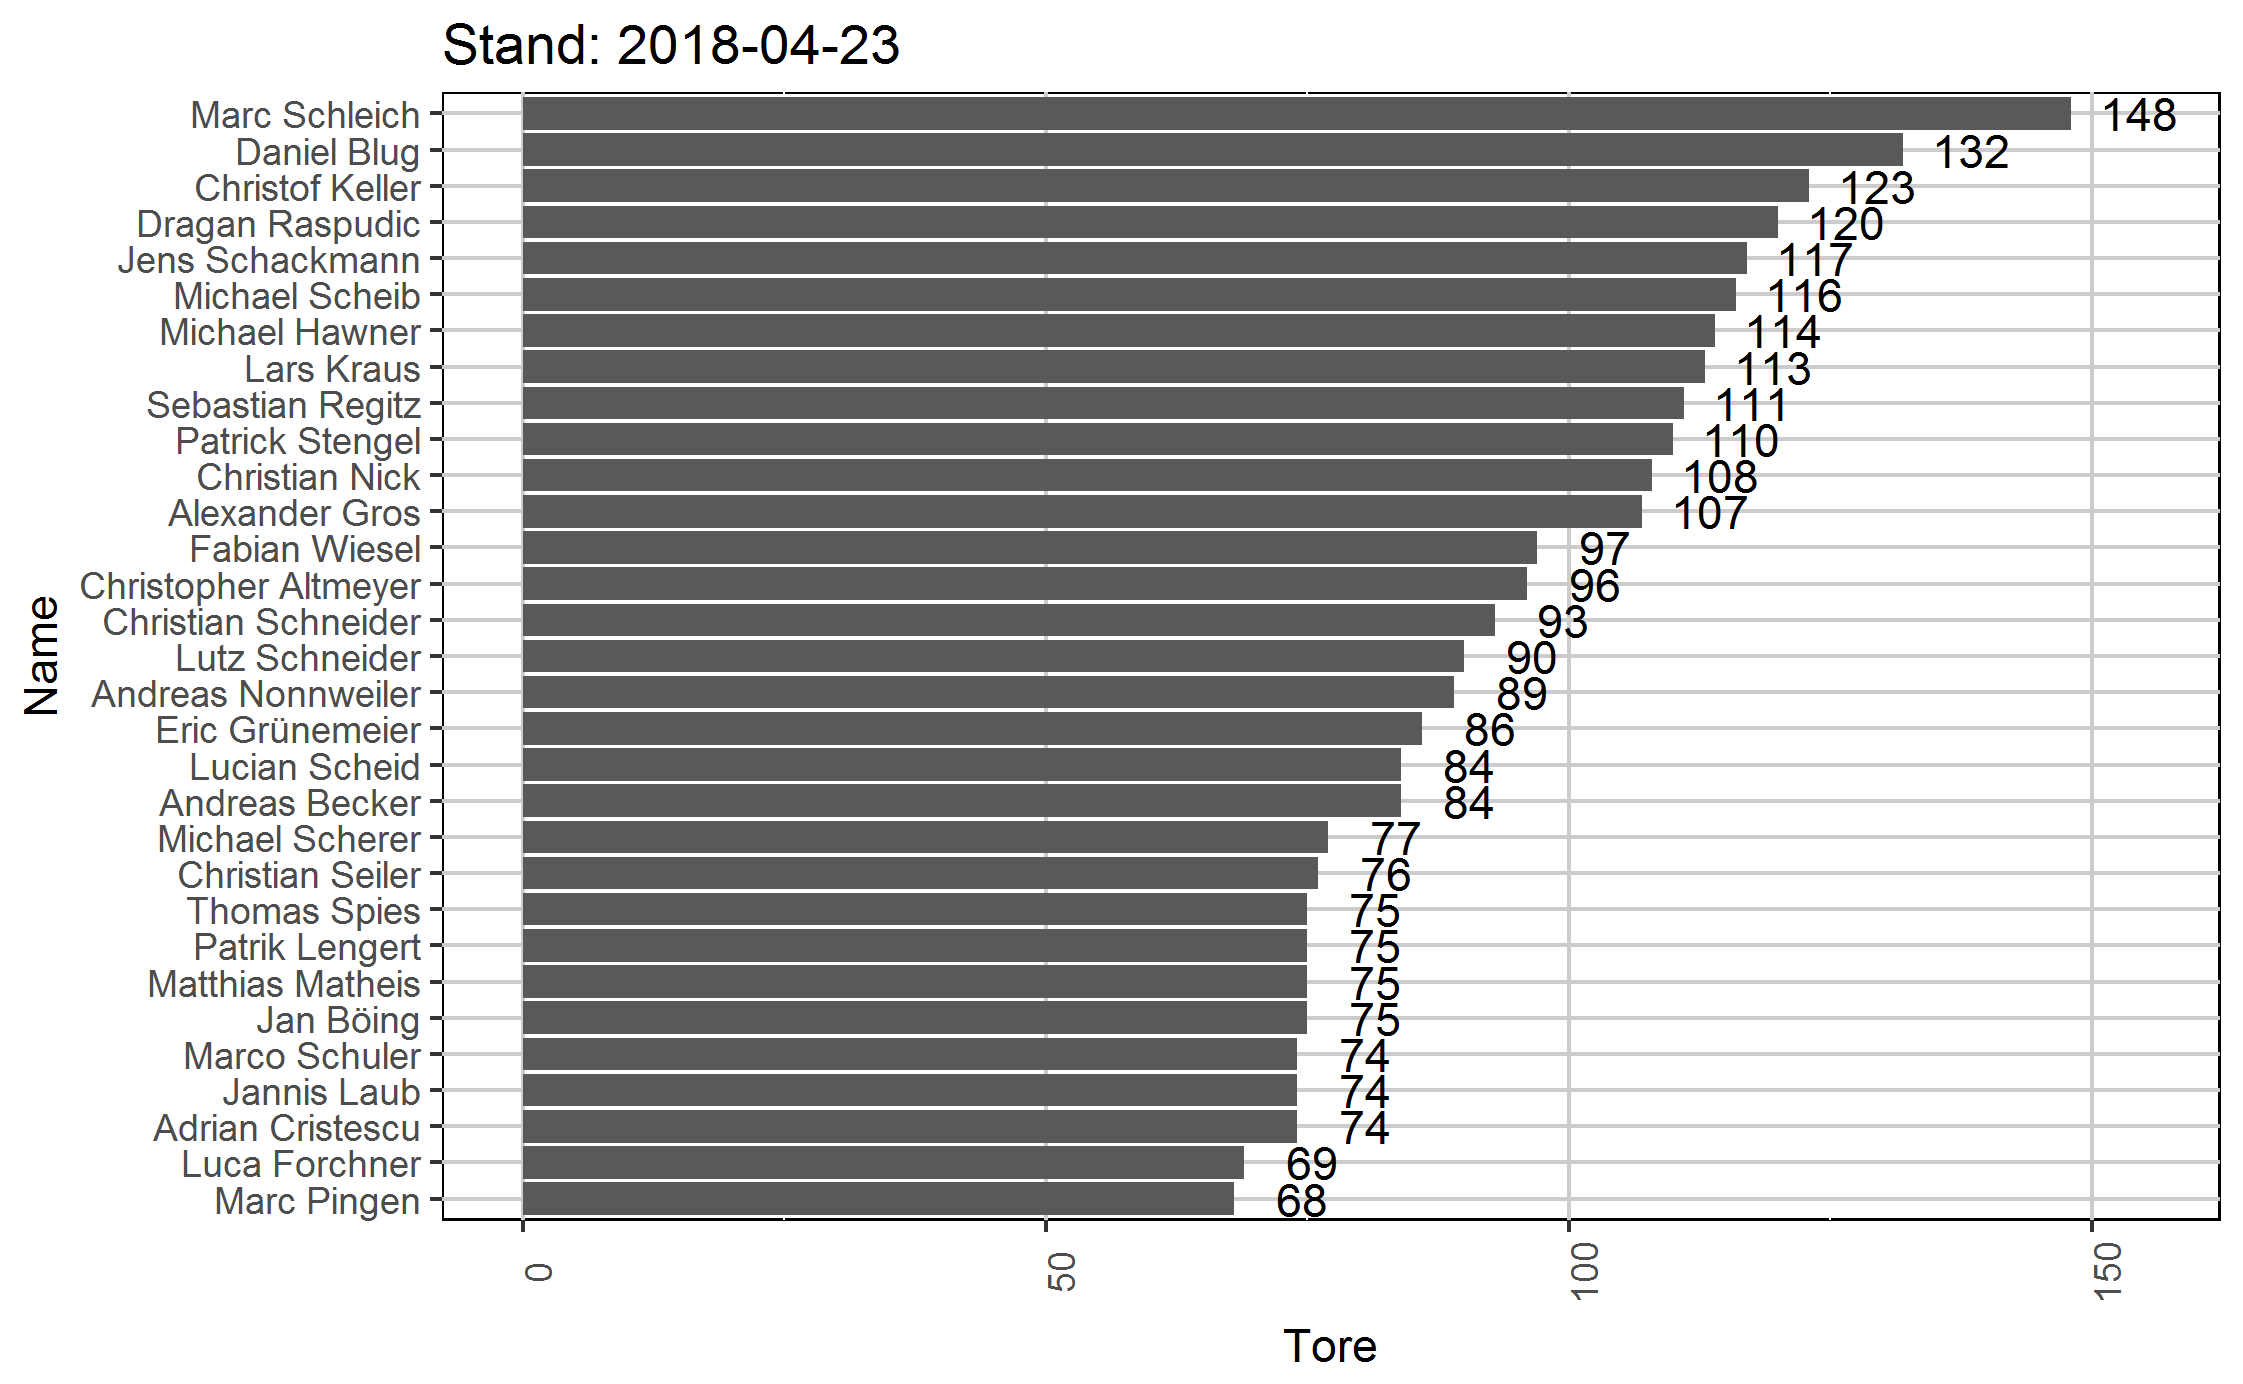 Stand: 2018-04-23
Name
Marc Schleich 148
Daniel Blug 132
Christof Keller 123
Dragan Raspudic 120
Jens Schackmann 117
Michael Scheib 116
Michael Hawner 114
Lars Kraus 113
Sebastian Regitz 111
Patrick Stengel 110
Christian Nick 108
Alexander Gros 107
Fabian Wiesel 97
Christopher Altmeyer 96
Christian Schneider 93
Lutz Schneider 90
Andreas Nonnweiler 89
Eric Grünemeier 86
Lucian Scheid 84
Andreas Becker 84
Michael Scherer 77
Christian Seiler 76
Thomas Spies 75
Patrik Lengert 75
Matthias Matheis 75
Jan Böing 75
Marco Schuler 74
Jannis Laub 74
Adrian Cristescu 74
Luca Forchner 69
Marc Pingen 68
0 50 100 150
Tore